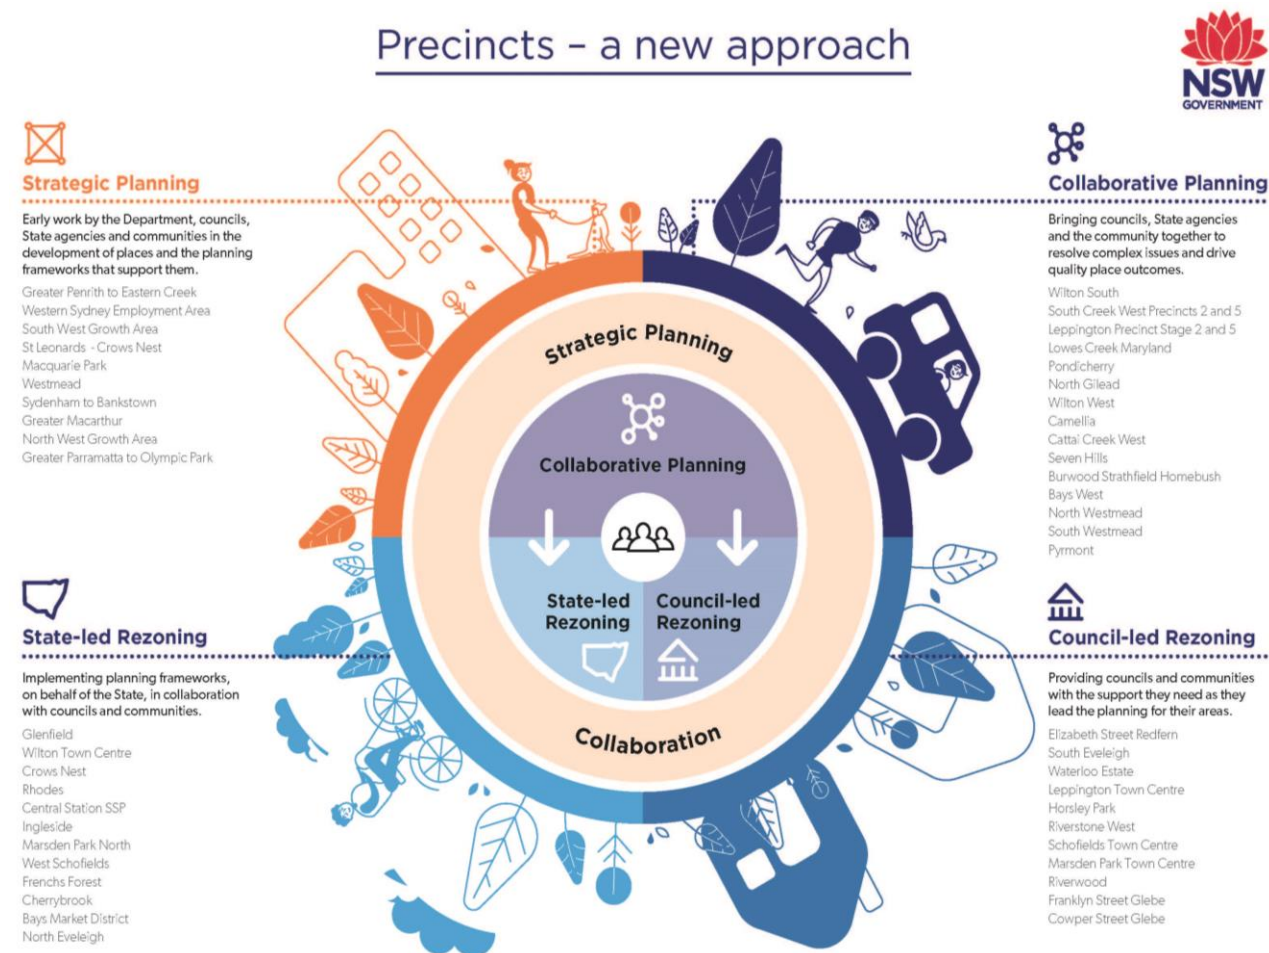 Precincts – a new approach
NSW
GOVERNMENT
Strategic Planning
Early work by the Department, councils,
State agencies and communities in the
development of places and the planning
frameworks that support them.
Greater Penrith to Eastern Creek
Western Sydney Employment Area
South West Growth Area
St Leonards - Crows Nest
Macquarie Park
Westmead
Sydenham to Bankstown
Greater Macarthur
North West Growth Area
Greater Parramatta to Olympic Park
Collaborative Planning
Bringing councils, State agencies
and the community together to
resolve complex issues and drive
quality place outcomes.
Wilton South
South Creek West Precincts 2 and 5
Leppington Precinct Stage 2 and 5
Lowes Creek Maryland
Pondicherry
North Gilead
Wilton West
Camellia
Cattai Creek West
Seven Hills
Burwood Strathfield Homebush
Bays West
North Westmead
South Westmead
Pyrmont
Strategic Planning
Collaborative Planning
State-led
Rezoning
Council-led
Rezoning
Collaboration
State-led Rezoning
Implementing planning frameworks,
on behalf of the State, in collaboration
with councils and communities.
Glenfield
Wilton Town Centre
Crows Nest
Rhodes
Central Station SSP
Ingleside
Marsden Park North
West Schofields
Frenchs Forest
Cherrybrook
Bays Market District
North Eveleigh
Council-led Rezoning
Providing councils and communities
with the support they need as they
lead the planning for their areas.
Elizabeth Street Redfern
South Eveleigh
Waterloo Estate
Leppington Town Centre
Horsley Park
Riverstone West
Schofields Town Centre
Marsden Park Town Centre
Riverwood
Franklyn Street Glebe
Cowper Street Glebe